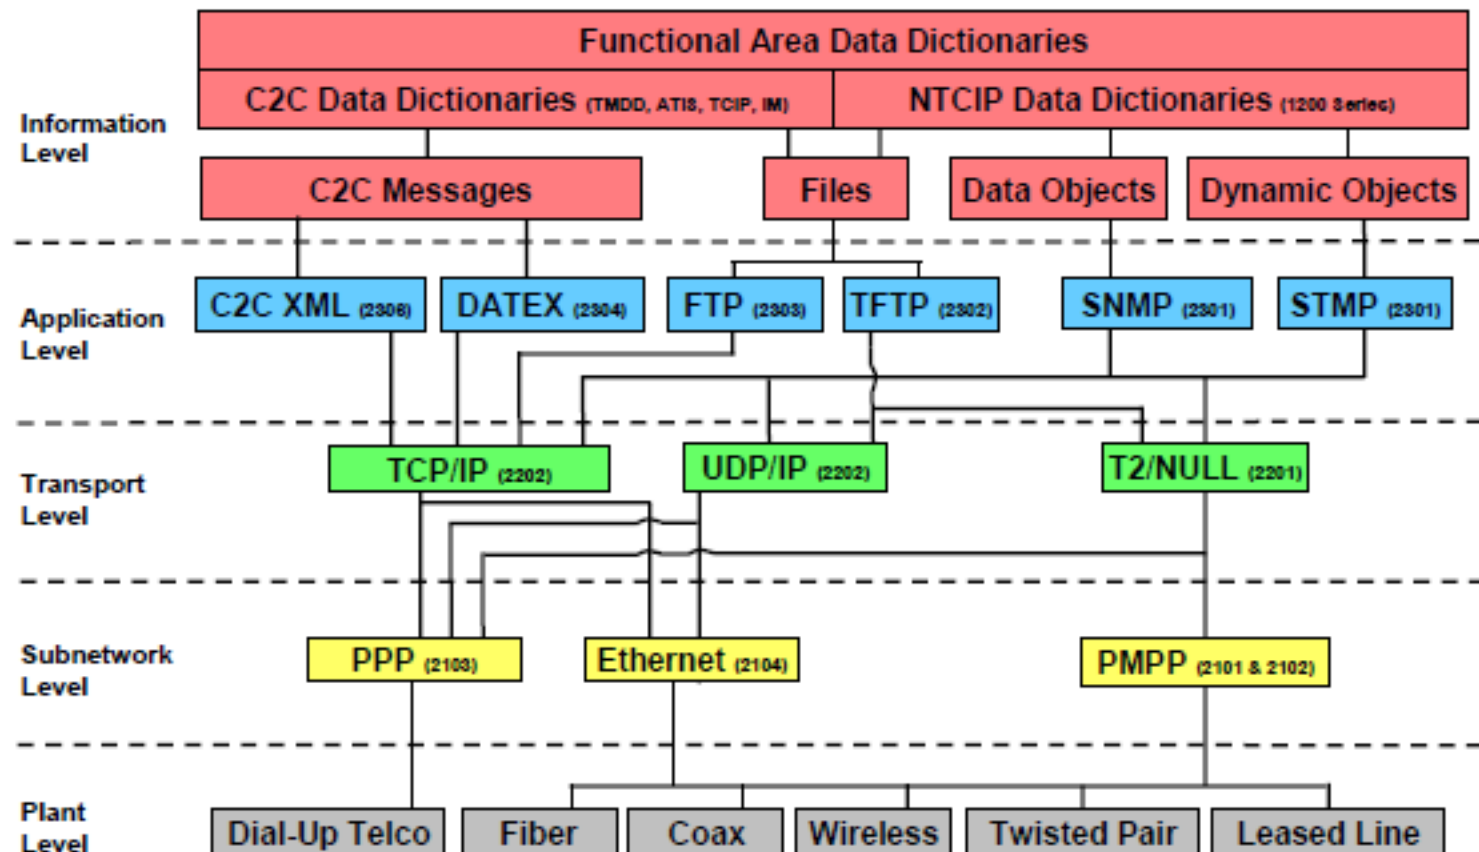 Functional Area Data Dictionaries
C2C Data Dictionaries (TMDD, ATIS, TCIP, IM)
NTCIP Data Dictionaries (1200 Series)
Information
Level
C2C Messages
Files
Data Objects
Dynamic Objects
Application
Level
C2C XML (2306)
DATEX (2304)
FTP (2303)
TFTP (2302)
SNMP (2301)
STMP (2301)
Transport
Level
TCP/IP (2202)
UDP/IP (2202)
T2/NULL (2201)
Subnetwork
Level
PPP (2103)
Ethernet (2104)
PMPP (2101 & 2102)
Plant
Level
Dial-Up Telco
Fiber
Coax
Wireless
Twisted Pair
Leased Line